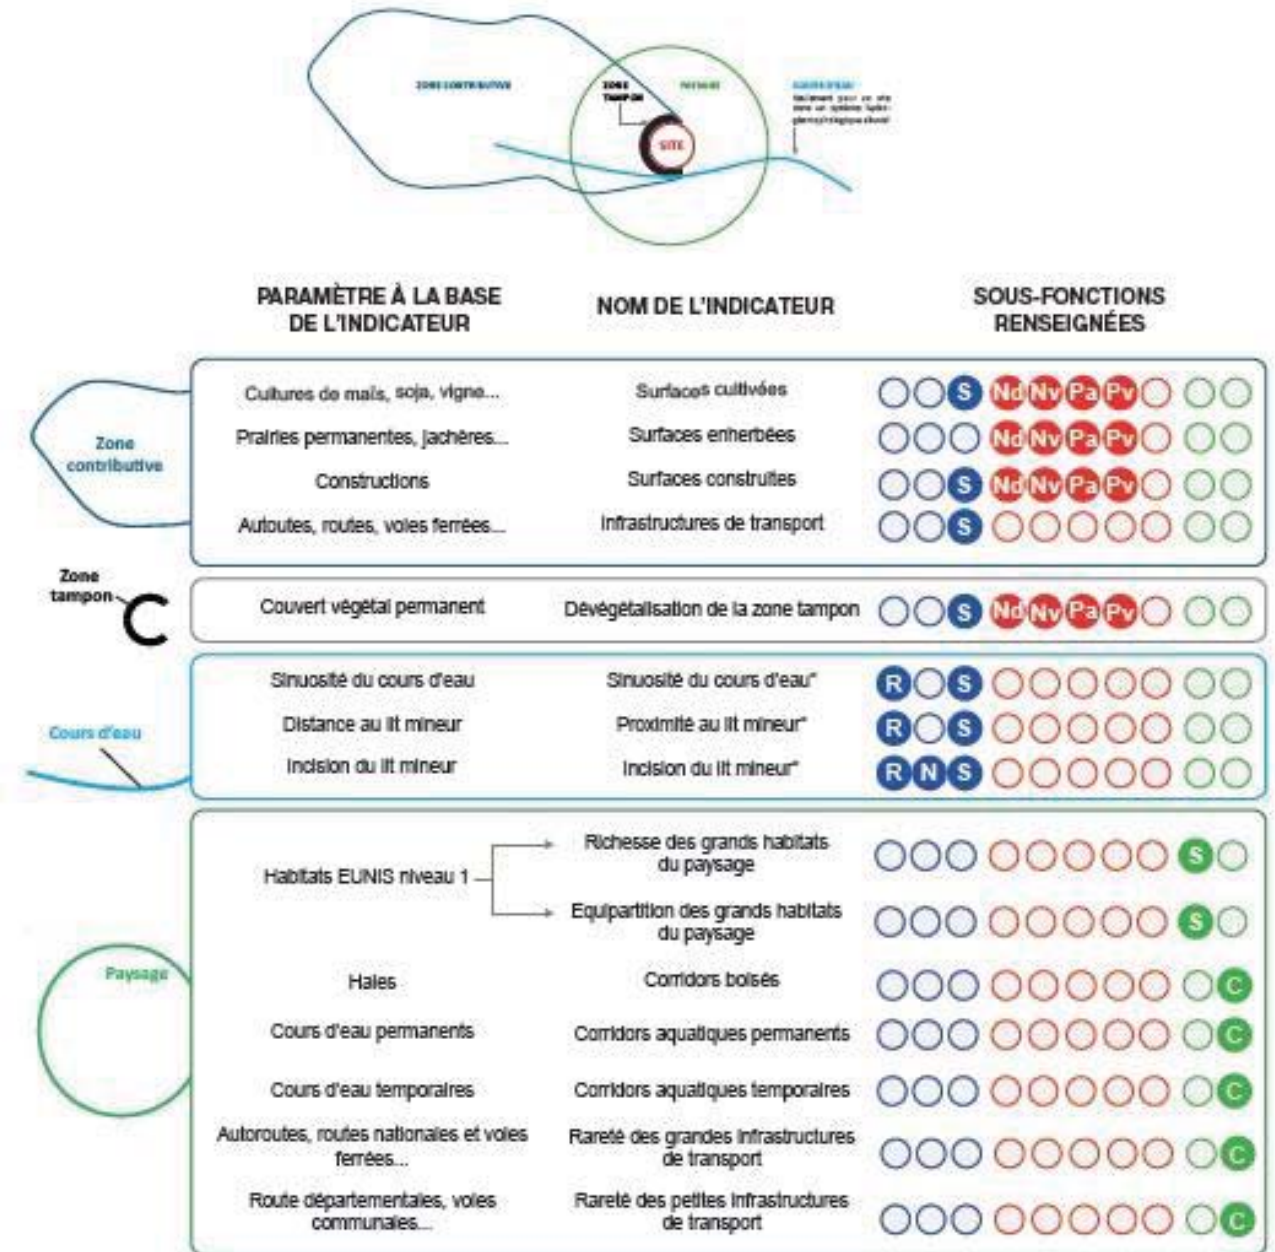 ZONE CONTRIBUTIVE
ZONE
TAMPON
PAYSAGE
SITE
COURS D'EAU
PARAMÈTRE À LA BASE
DE L'INDICATEUR
NOM DE L'INDICATEUR
SOUS-FONCTIONS
RENSEIGNÉES
Zone
contributive
Cultures de maïs, soja, vigne... Surfaces cultivées S Nd Nv Pa Pv
Prairies permanentes, jachères... Surfaces enherbées Nd Nv Pa Pv
Constructions Surfaces construites S Nd Nv Pa Pv
Autoutes, routes, voies ferrées... Infrastructures de transport S
Zone
tampon
Couvert végétal permanent Dévégétalisation de la zone tampon S Nd Nv Pa Pv
Cours d'eau
Sinuosité du cours d'eau Sinuosité du cours d'eau* R S
Distance au lit mineur Proximité au lit mineur* R S
Incision du lit mineur Incision du lit mineur* R N S
Paysage
Habitats EUNIS niveau 1
Richesse des grands habitats
du paysage S
Equipartition des grands habitats
du paysage S
Haies Corridors boisés C
Cours d'eau permanents Corridors aquatiques permanents C
Cours d'eau temporaires Corridors aquatiques temporaires C
Autoroutes, routes nationales et voies
ferrées...
Rareté des grandes infrastructures
de transport C
Route départementales, voies
communales...
Rareté des petites infrastructures
de transport C